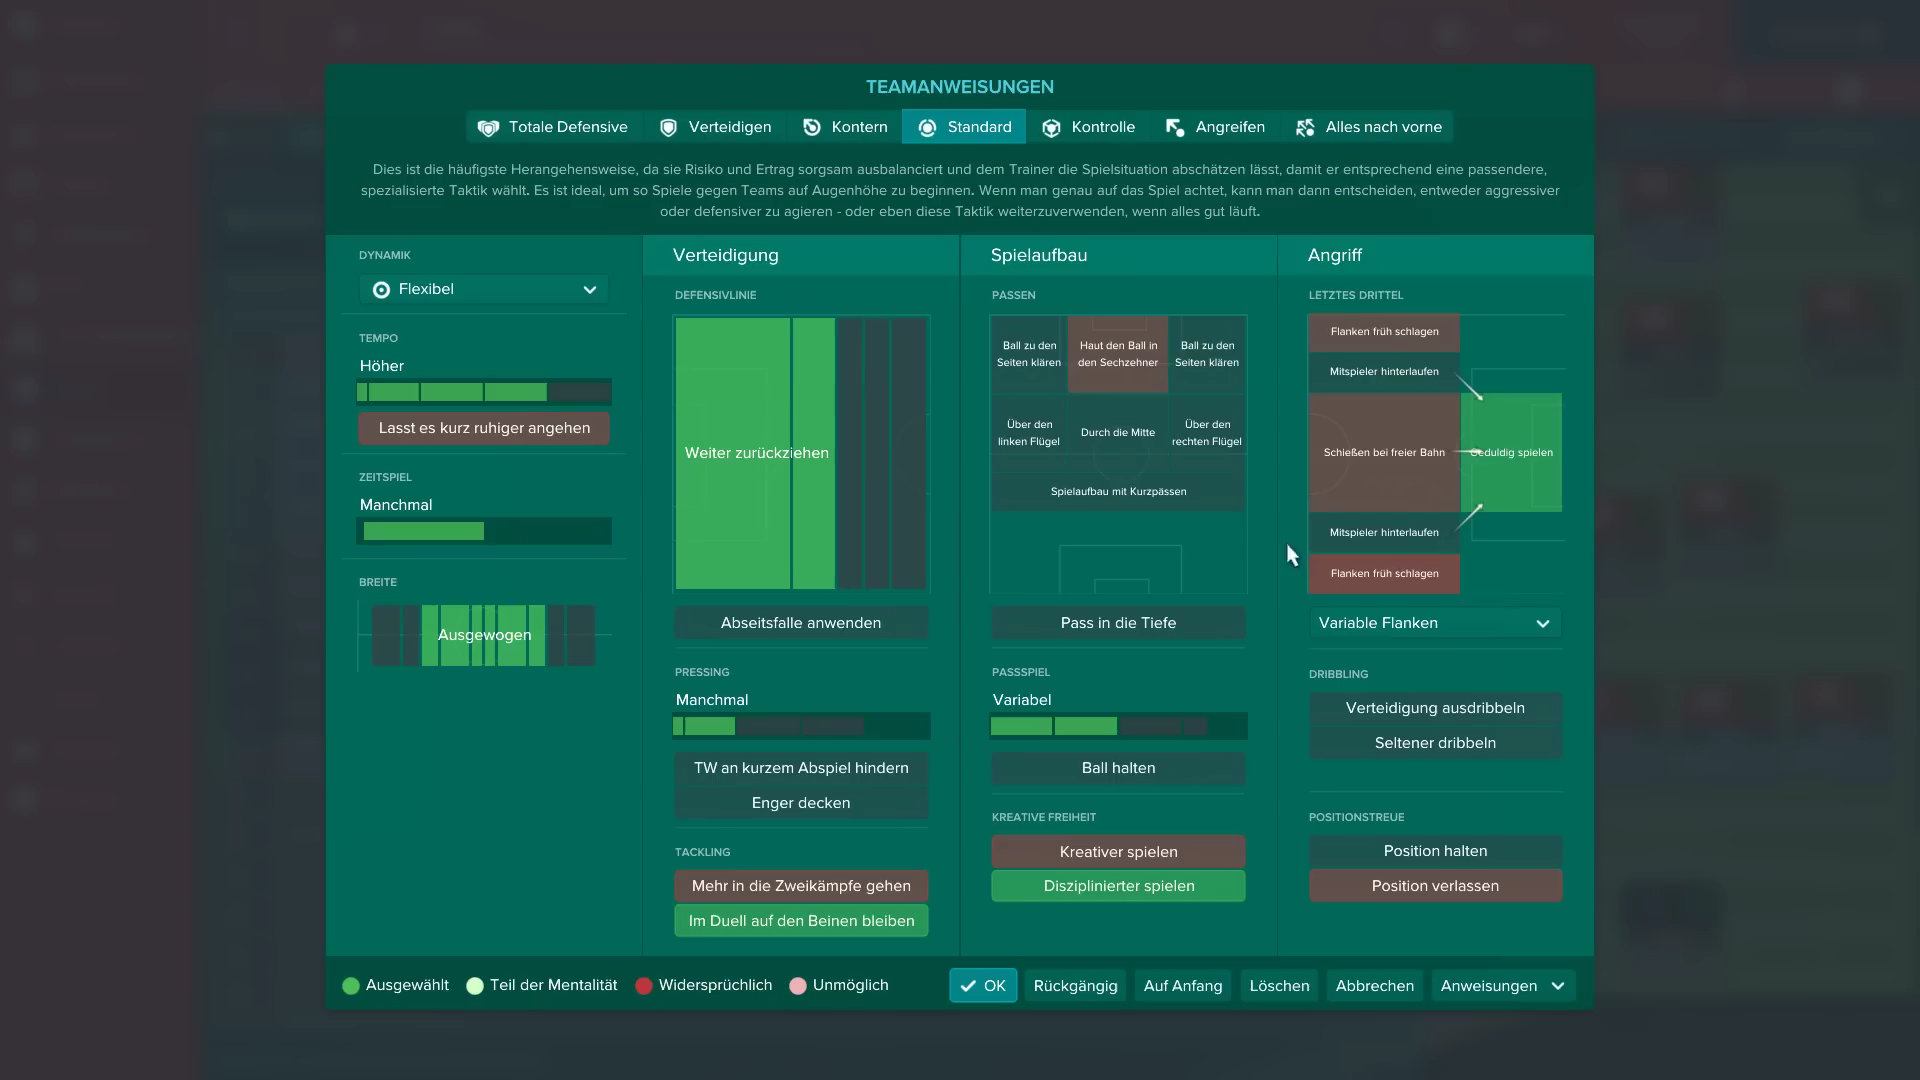 TEAMANWEISUNGEN
Totale Defensive
Verteidigen
Kontern
Standard
Kontrolle
Angreifen
Alles nach vorne
Dies ist die häufigste Herangehensweise, da sie Risiko und Ertrag sorgsam ausbalanciert und dem Trainer die Spielsituation abschätzen lässt, damit er entsprechend eine passendere,
spezialisierte Taktik wählt. Es ist ideal, um so Spiele gegen Teams auf Augenhöhe zu beginnen. Wenn man genau auf das Spiel achtet, kann man dann entscheiden, entweder aggressiver
oder defensiver zu agieren - oder eben diese Taktik weiterzuverwenden, wenn alles gut läuft.
DYNAMIK
Flexibel
TEMPO
Höher
Lasst es kurz ruhiger angehen
ZEITSPIEL
Manchmal
BREITE
Ausgewogen
Verteidigung
DEFENSIVLINIE
Weiter zurückziehen
Abseitsfalle anwenden
PRESSING
Manchmal
TW an kurzem Abspiel hindern
Enger decken
TACKLING
Mehr in die Zweikämpfe gehen
Im Duell auf den Beinen bleiben
Spielaufbau
PASSEN
Ball zu den
Seiten klären
Haut den Ball in
den Sechzehner
Ball zu den
Seiten klären
Über den
linken Flügel
Durch die Mitte
Über den
rechten Flügel
Spielaufbau mit Kurzpässen
Pass in die Tiefe
PASSSPIEL
Variabel
Ball halten
KREATIVE FREIHEIT
Kreativer spielen
Disziplinierter spielen
Angriff
LETZTES DRITTEL
Flanken früh schlagen
Mitspieler hinterlaufen
Schießen bei freier Bahn
Geduldig spielen
Mitspieler hinterlaufen
Flanken früh schlagen
Variable Flanken
DRIBBLING
Verteidigung ausdribbeln
Seltener dribbeln
POSITIONSTREUE
Position halten
Position verlassen
Ausgewählt
Teil der Mentalität
Widersprüchlich
Unmöglich
OK
Rückgängig
Auf Anfang
Löschen
Abbrechen
Anweisungen